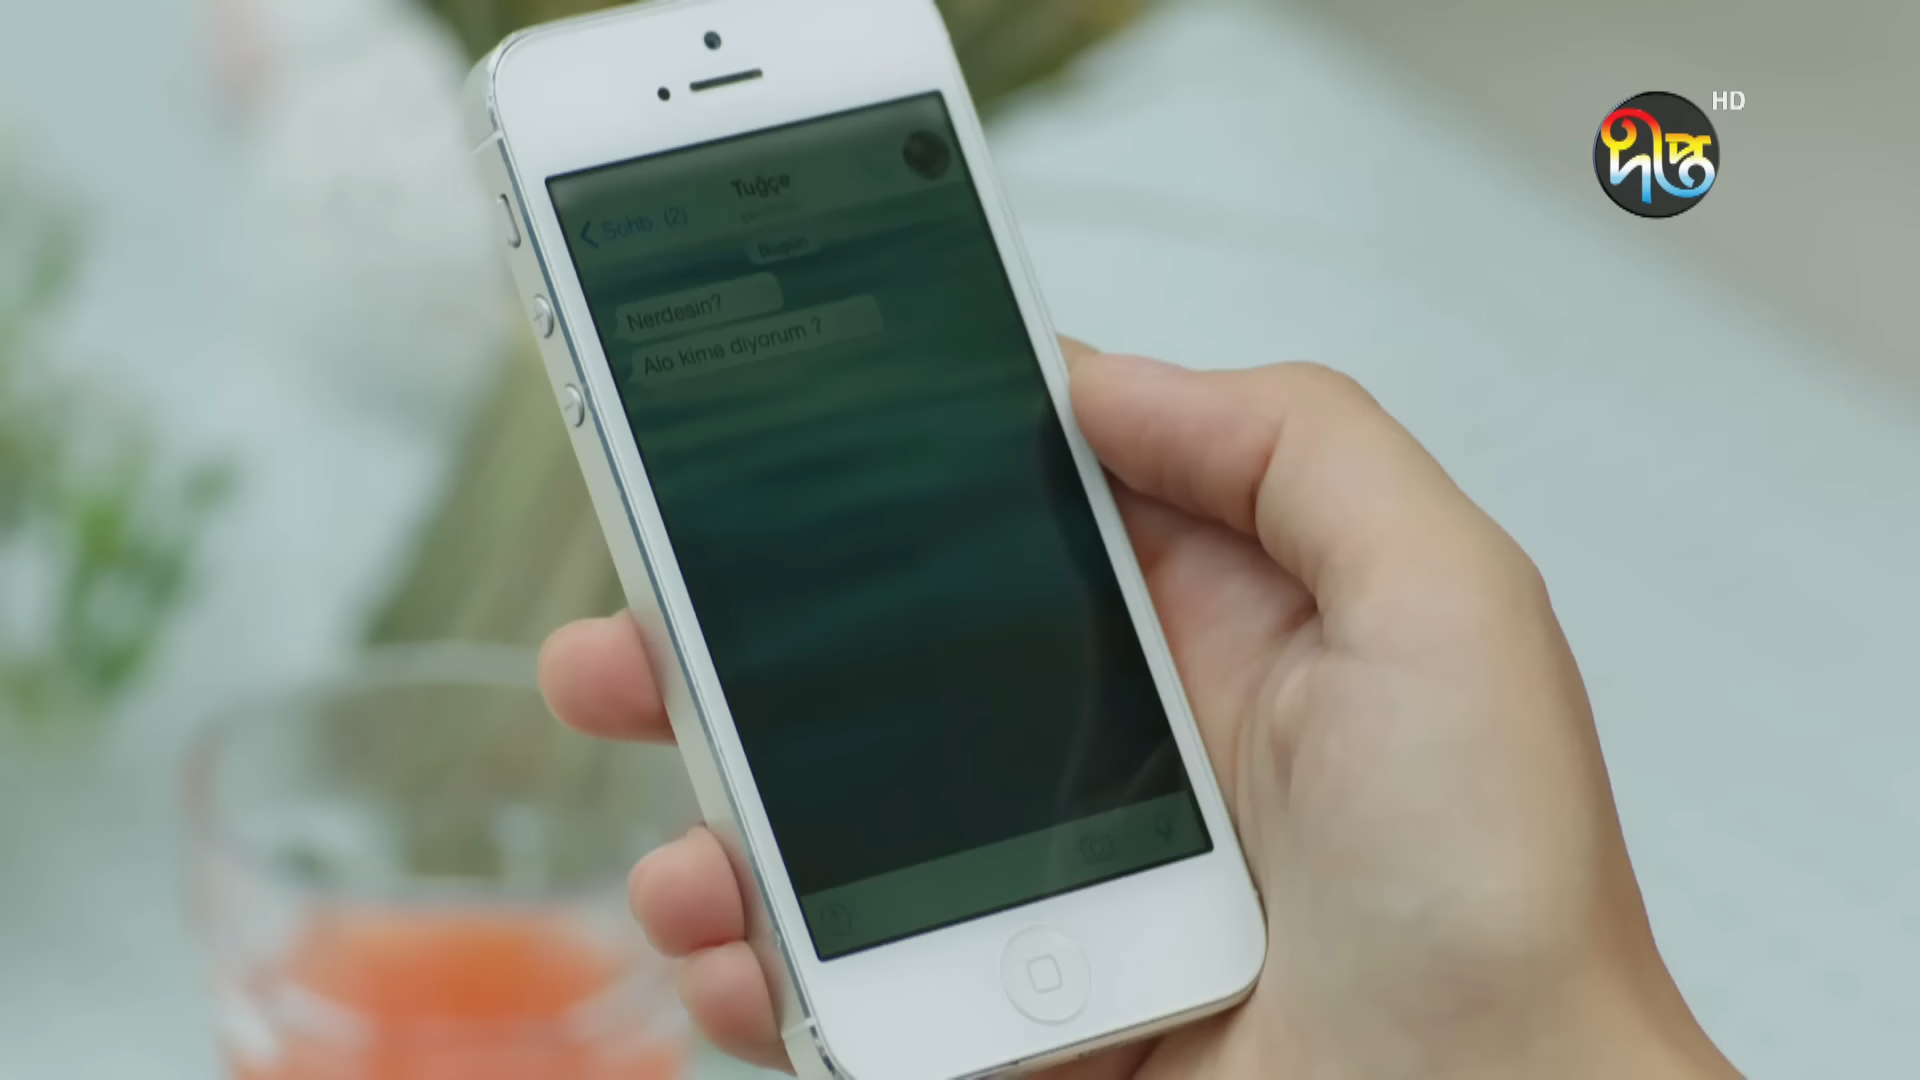 HD
দীপ্ত
Tuğçe
Sohb. (2)
Bugün
Nerdesin?
Alo kime diyorum ?